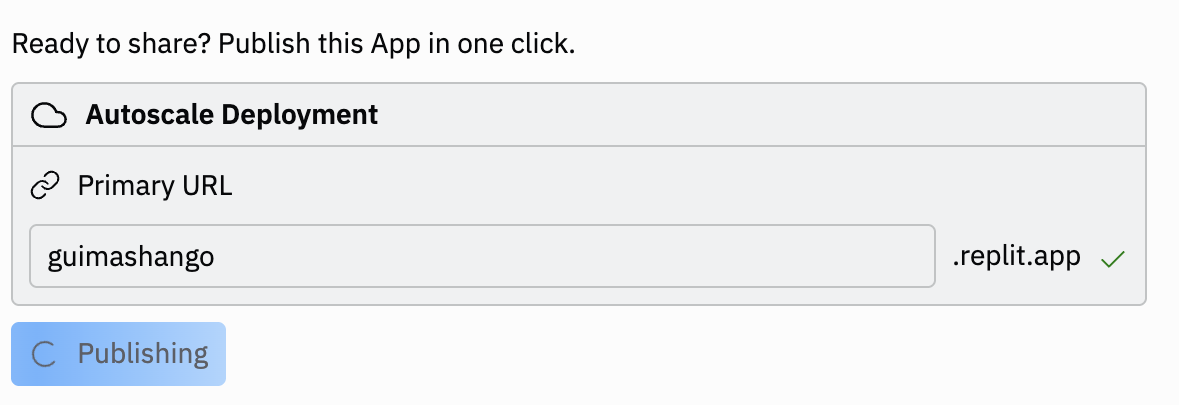 Ready to share? Publish this App in one click.
Autoscale Deployment
Primary URL
guimashango .replit.app
Publishing